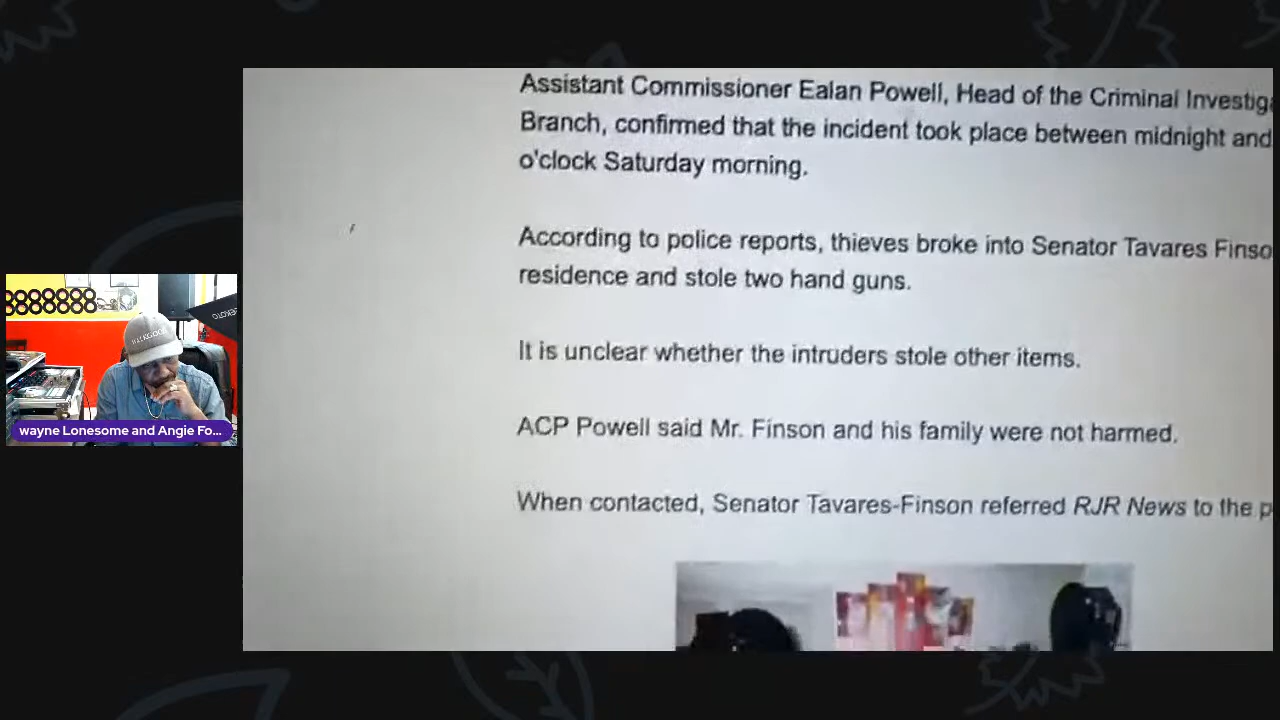 Assistant Commissioner Ealan Powell, Head of the Criminal
Branch, confirmed that the incident took place between midnight and
o'clock Saturday morning.
According to police reports, thieves broke into Senator Tavares
residence and stole two hand guns.
It is unclear whether the intruders stole other items.
ACP Powell said Mr. Finson and his family were not harmed.
When contacted, Senator Tavares-Finson referred RJR News to the
wayne Lonesome and Angie Fo...